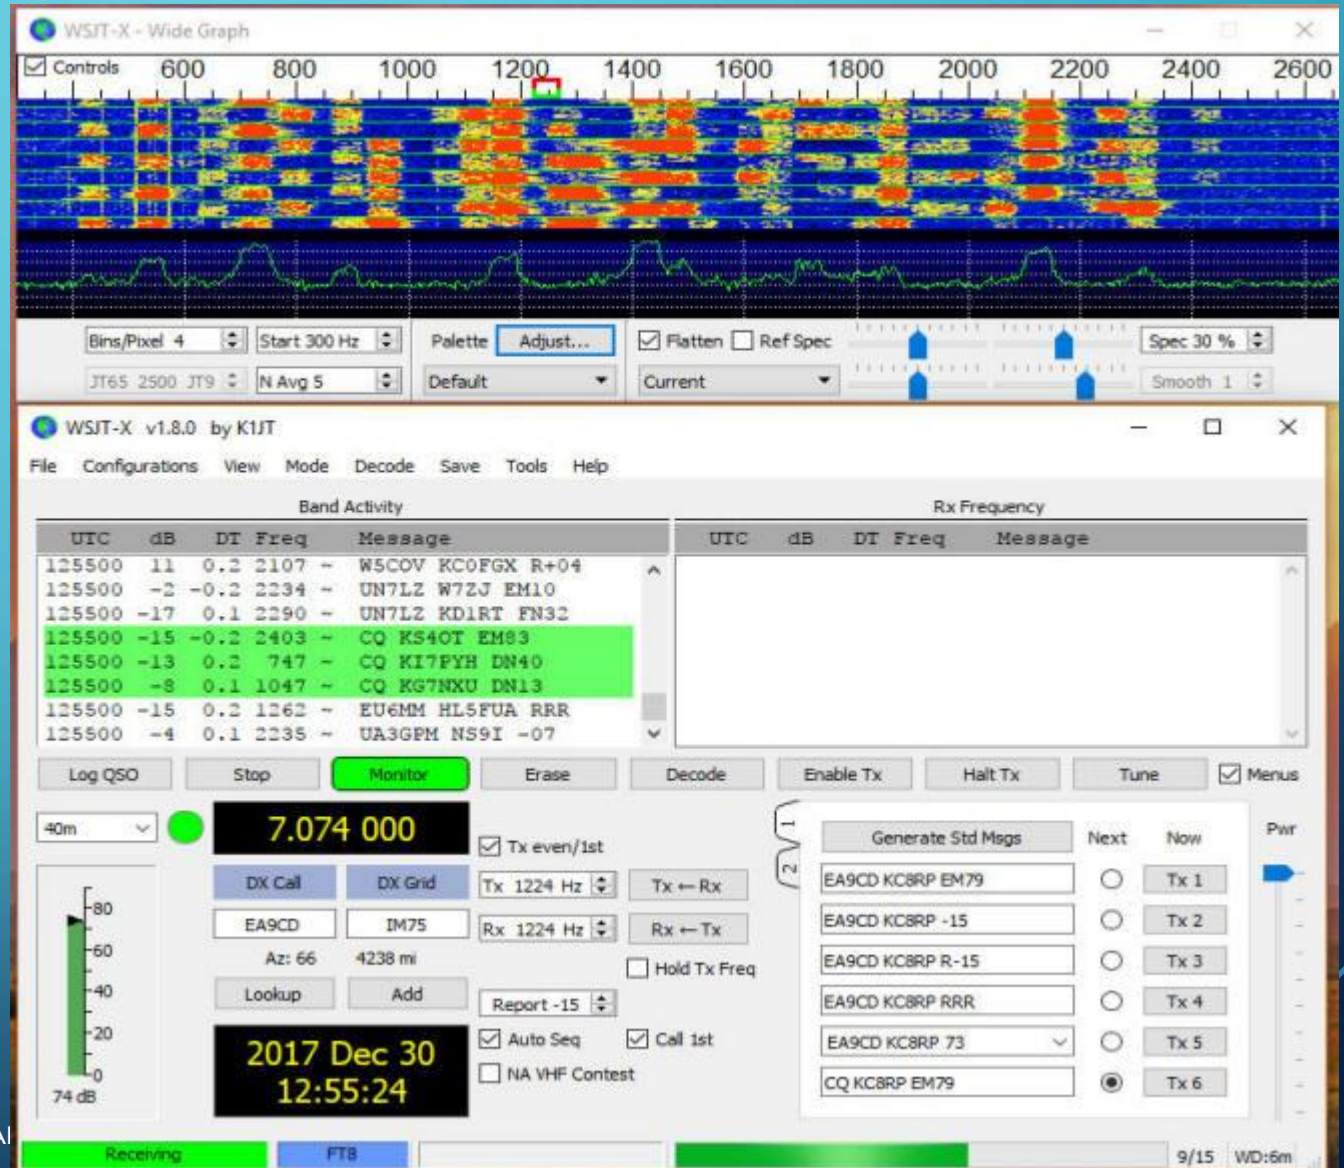 WSJT-X - Wide Graph
Controls 600 800 1000 1200 1400 1600 1800 2000 2200 2400 2600
Bins/Pixel 4 Start 300 Hz Palette Adjust... Flatten Ref Spec Spec 30 %
JT65 2500 JT9 N Avg 5 Default Current Smooth 1
WSJT-X v1.8.0 by K1JT
File Configurations View Mode Decode Save Tools Help
Band Activity Rx Frequency
UTC dB DT Freq Message UTC dB DT Freq Message
125500 11 0.2 2107 ~ W5COV KC0FGX R+04
125500 -2 -0.2 2234 ~ UN7LZ W7ZJ EM10
125500 -17 0.1 2290 ~ UN7LZ KD1RT FN32
125500 -15 -0.2 2403 ~ CQ KS4OT EM83
125500 -13 0.2 747 ~ CQ KI7PYH DN40
125500 -8 0.1 1047 ~ CQ KG7NXU DN13
125500 -15 0.2 1262 ~ EU6MM HL5FUA RRR
125500 -4 0.1 2235 ~ UA3GPM NS9I -07
Log QSO Stop Monitor Erase Decode Enable Tx Halt Tx Tune Menus
40m 7.074 000 Tx even/1st
1
2
Generate Std Msgs Next Now Pwr
DX Call DX Grid Tx 1224 Hz Tx ← Rx EA9CD KC8RP EM79 Tx 1
EA9CD IM75 Rx 1224 Hz Rx ← Tx EA9CD KC8RP -15 Tx 2
Az: 66 4238 mi Hold Tx Freq EA9CD KC8RP R-15 Tx 3
Lookup Add Report -15 EA9CD KC8RP RRR Tx 4
2017 Dec 30 Auto Seq Call 1st EA9CD KC8RP 73 Tx 5
12:55:24 NA VHF Contest CQ KC8RP EM79 Tx 6
80
60
40
20
0
74 dB
Receiving FT8 9/15 WD:6m